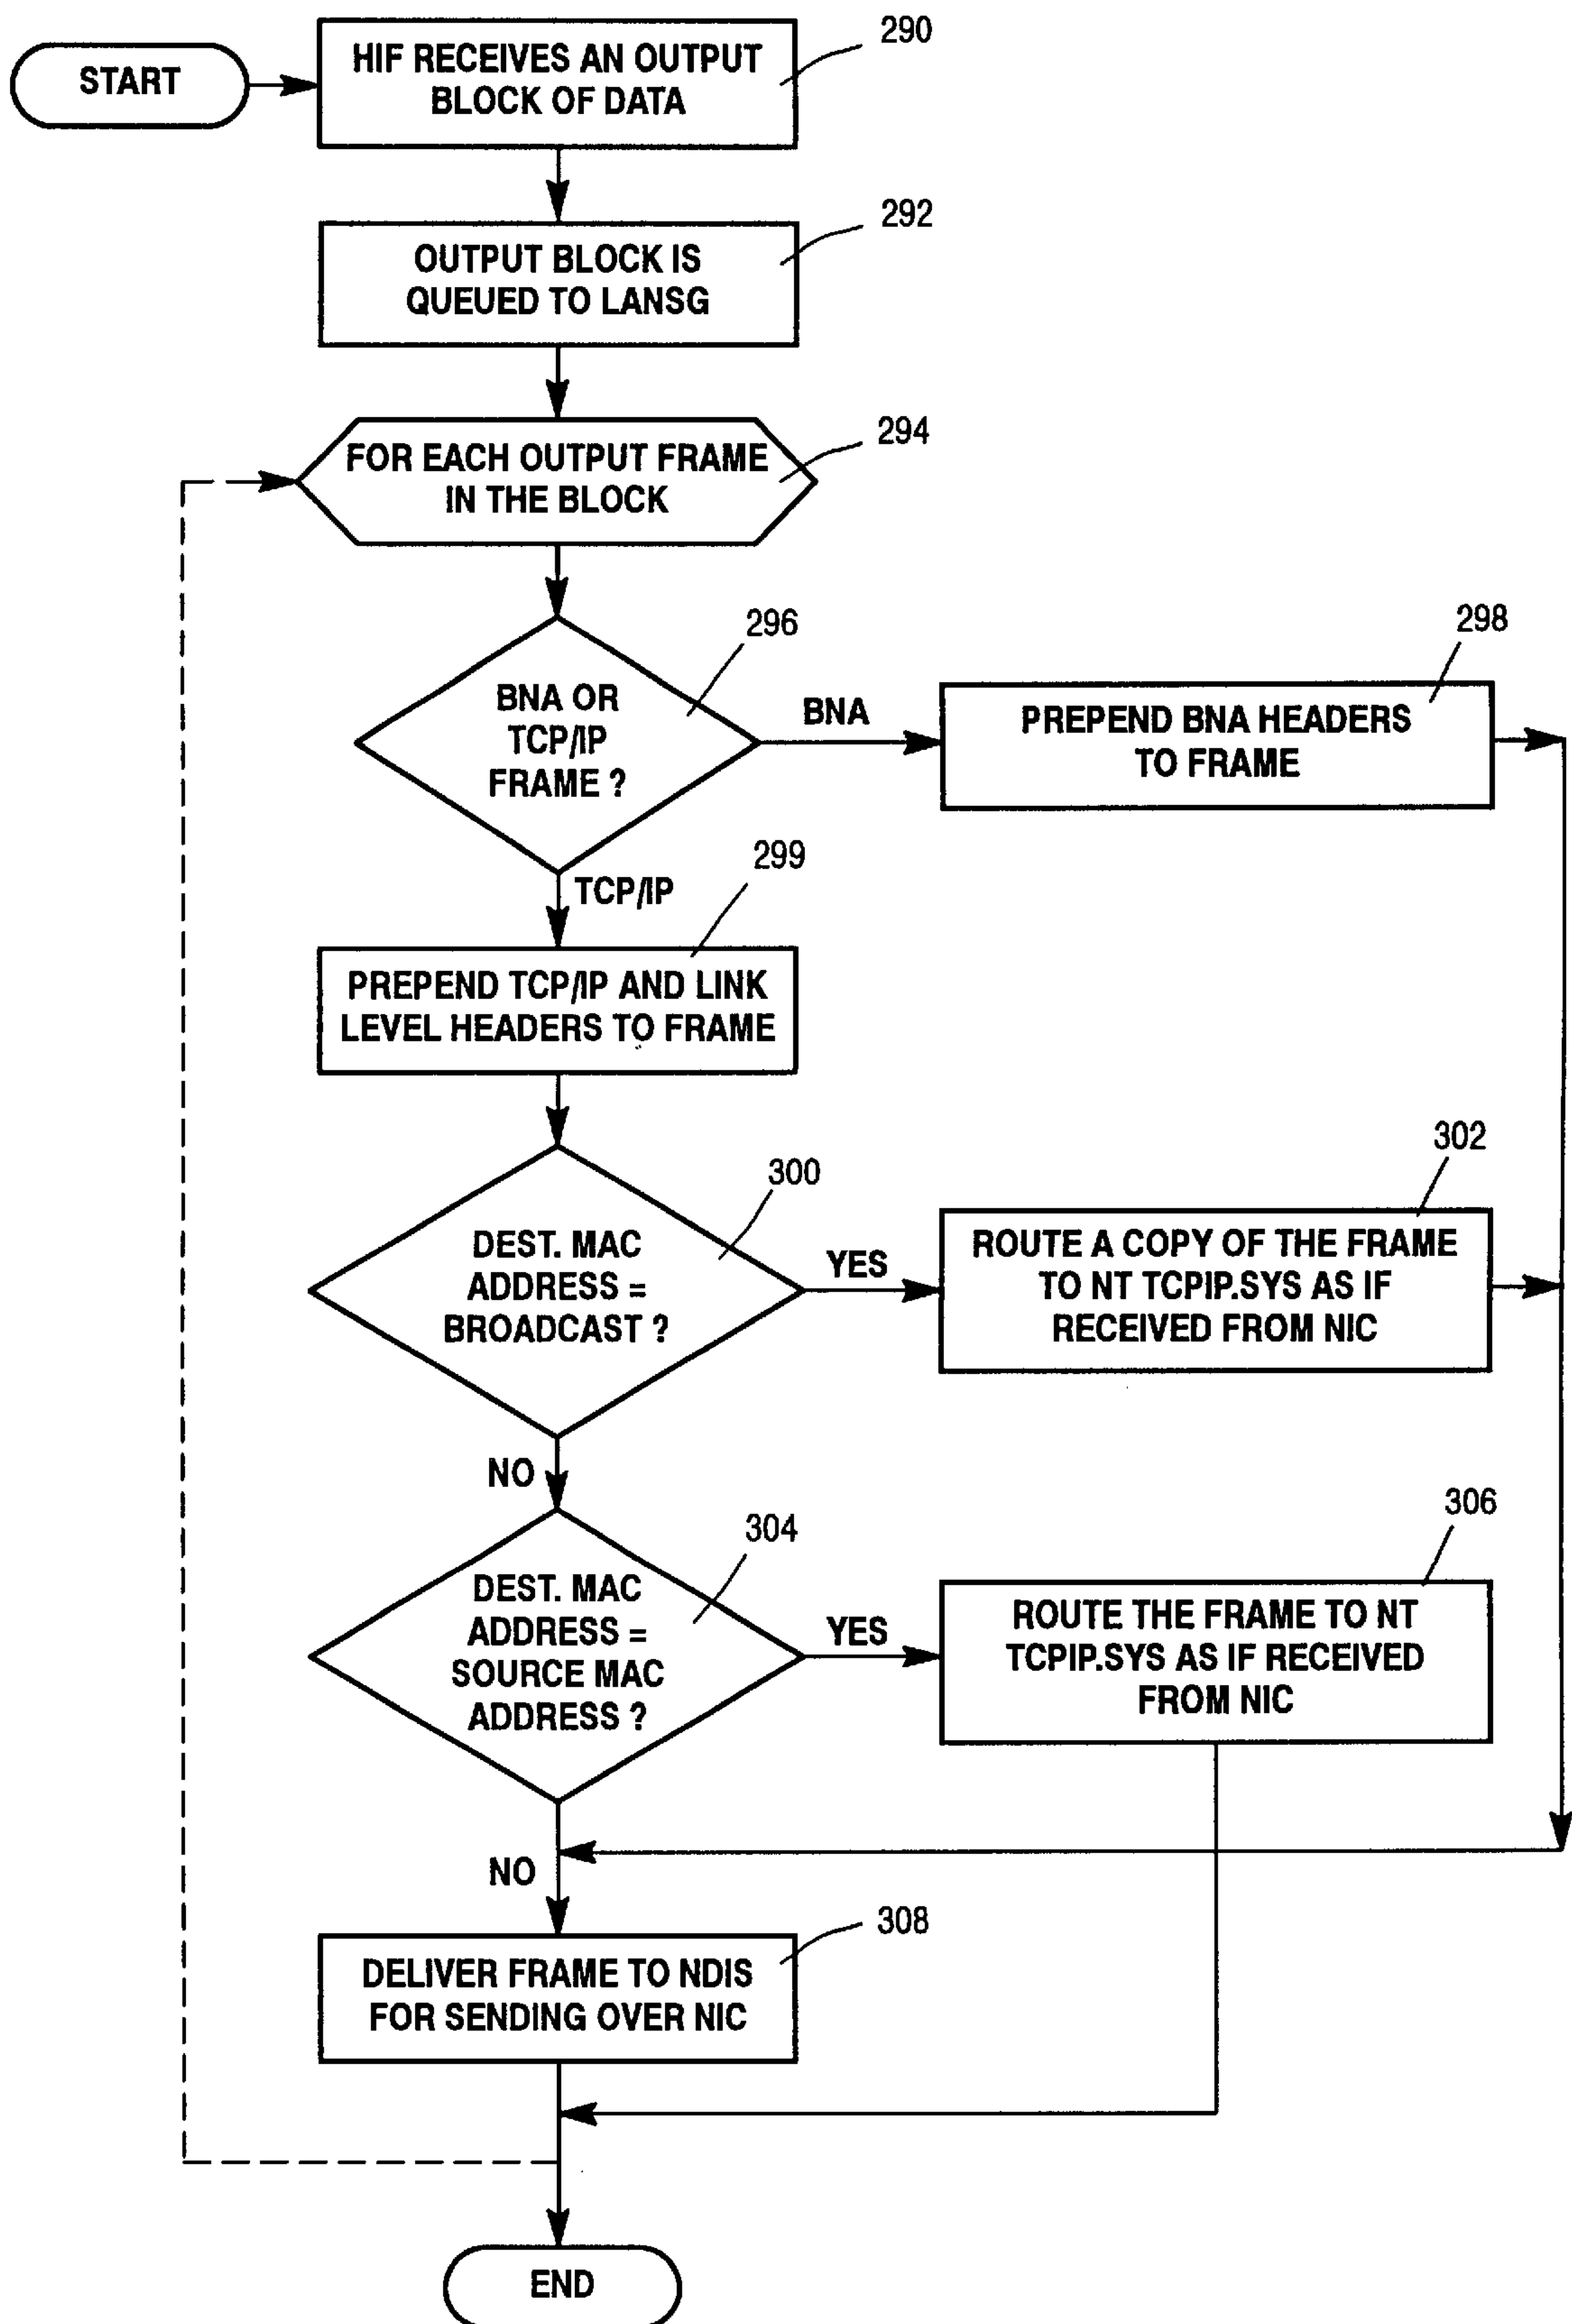 START
HIF RECEIVES AN OUTPUT
BLOCK OF DATA
290
OUTPUT BLOCK IS
QUEUED TO LANSG
292
FOR EACH OUTPUT FRAME
IN THE BLOCK
294
BNA OR
TCP/IP
FRAME ?
296
BNA
PREPEND BNA HEADERS
TO FRAME
298
TCP/IP
299
PREPEND TCP/IP AND LINK
LEVEL HEADERS TO FRAME
DEST. MAC
ADDRESS =
BROADCAST ?
300
YES
ROUTE A COPY OF THE FRAME
TO NT TCPIP.SYS AS IF
RECEIVED FROM NIC
302
NO
DEST. MAC
ADDRESS =
SOURCE MAC
ADDRESS ?
304
YES
ROUTE THE FRAME TO NT
TCPIP.SYS AS IF RECEIVED
FROM NIC
306
NO
DELIVER FRAME TO NDIS
FOR SENDING OVER NIC
308
END